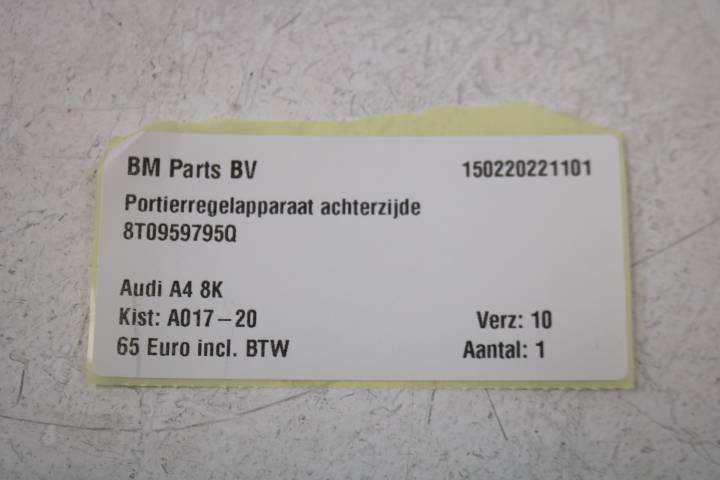 BM Parts BV 150220221101
Portierregelapparaat achterzijde
8T0959795Q
Audi A4 8K
Kist: A017-20 Verz: 10
65 Euro incl. BTW Aantal: 1